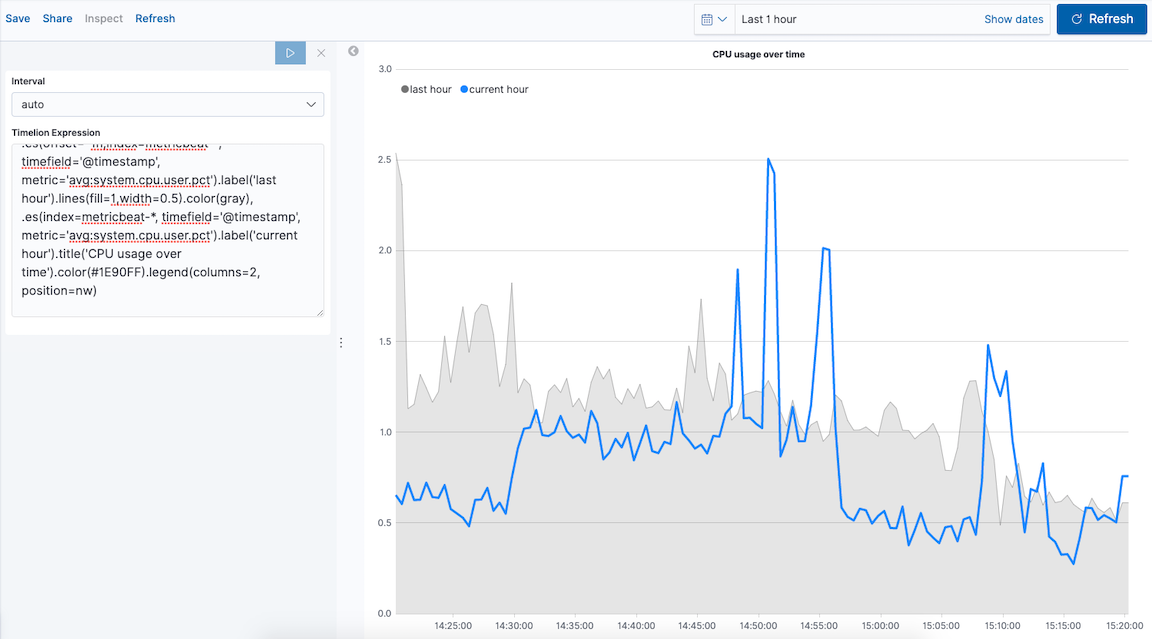 Save Share Inspect Refresh
Last 1 hour Show dates Refresh
Interval
auto
Timelion Expression
timefield='@timestamp',
metric='avg:system.cpu.user.pct').label('last
hour').lines(fill=1,width=0.5).color(gray),
.es(index=metricbeat-*, timefield='@timestamp',
metric='avg:system.cpu.user.pct').label('current
hour').title('CPU usage over
time').color(#1E90FF).legend(columns=2,
position=nw)
CPU usage over time
last hour current hour
3.0
2.5
2.0
1.5
1.0
0.5
0.0
14:25:00 14:30:00 14:35:00 14:40:00 14:45:00 14:50:00 14:55:00 15:00:00 15:05:00 15:10:00 15:15:00 15:20:00